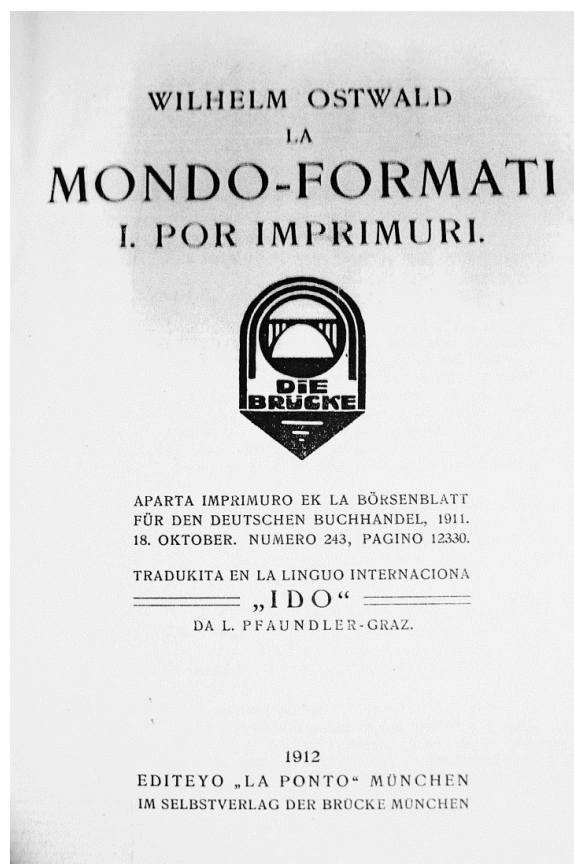 WILHELM OSTWALD
LA
MONDO-FORMATI
I. POR IMPRIMURI.
DIE
BRÜCKE
APARTA IMPRIMURO EK LA BÖRSENBLATT
FÜR DEN DEUTSCHEN BUCHHANDEL, 1911.
18. OKTOBER. NUMERO 243, PAGINO 12330.
TRADUKITA EN LA LINGUO INTERNACIONA
„IDO“
DA L. PFAUNDLER-GRAZ.
1912
EDITEYO „LA PONTO“ MÜNCHEN
IM SELBSTVERLAG DER BRÜCKE MÜNCHEN